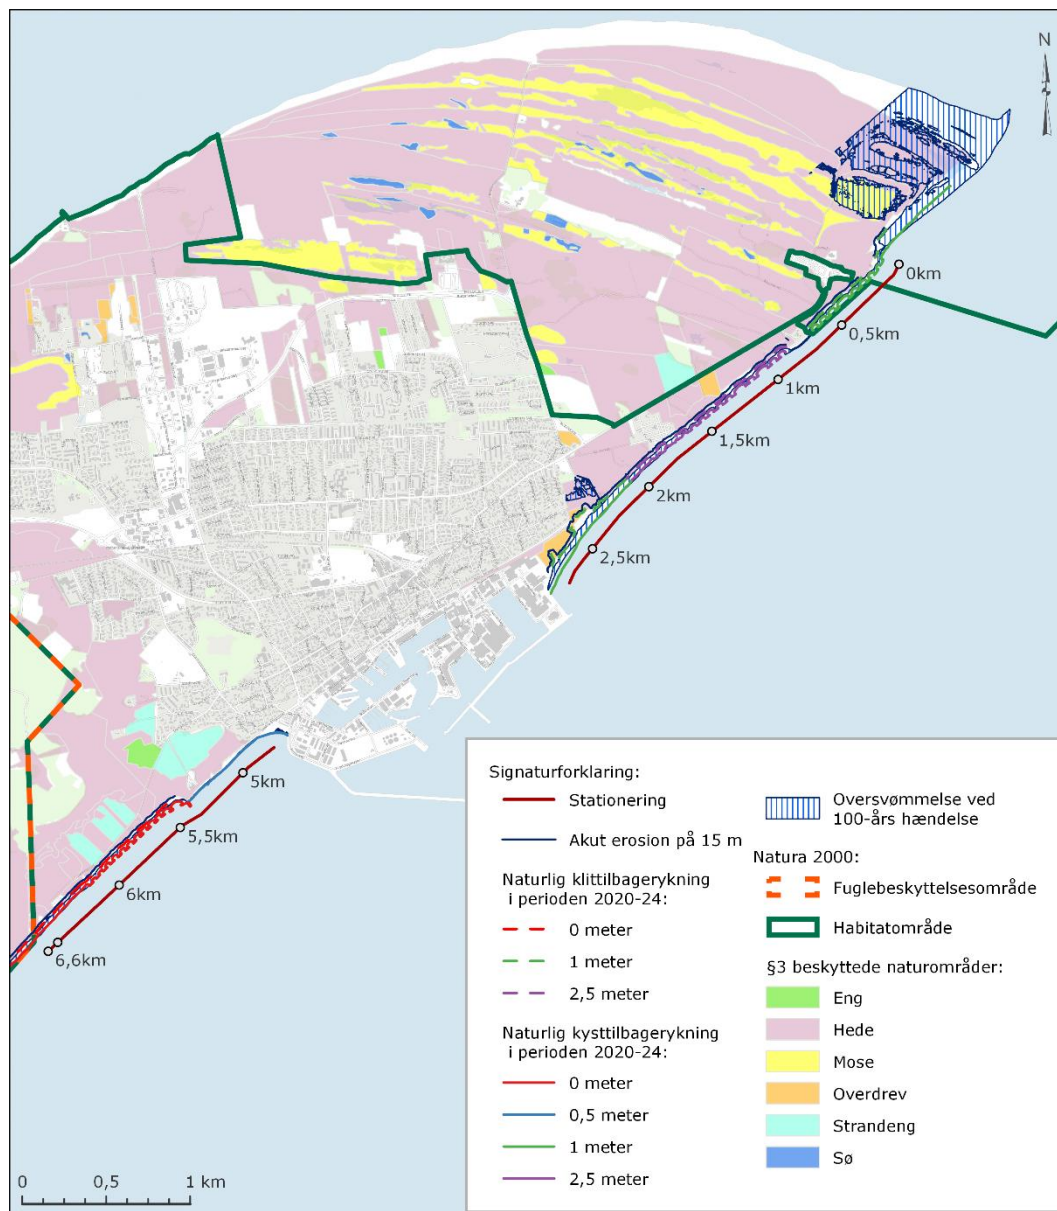 N
0km
0,5km
1km
1,5km
2km
2,5km
5km
5,5km
6km
6,6km
Signaturforklaring:
Stationering
Akut erosion på 15 m
Naturlig klittilbagerykning
i perioden 2020-24:
0 meter
1 meter
2,5 meter
Naturlig kysttilbagerykning
i perioden 2020-24:
0 meter
0,5 meter
1 meter
2,5 meter
Oversvømmelse ved
100-års hændelse
Natura 2000:
Fuglebeskyttelsesområde
Habitatområde
§3 beskyttede naturområder:
Eng
Hede
Mose
Overdrev
Strandeng
Sø
0 0,5 1 km